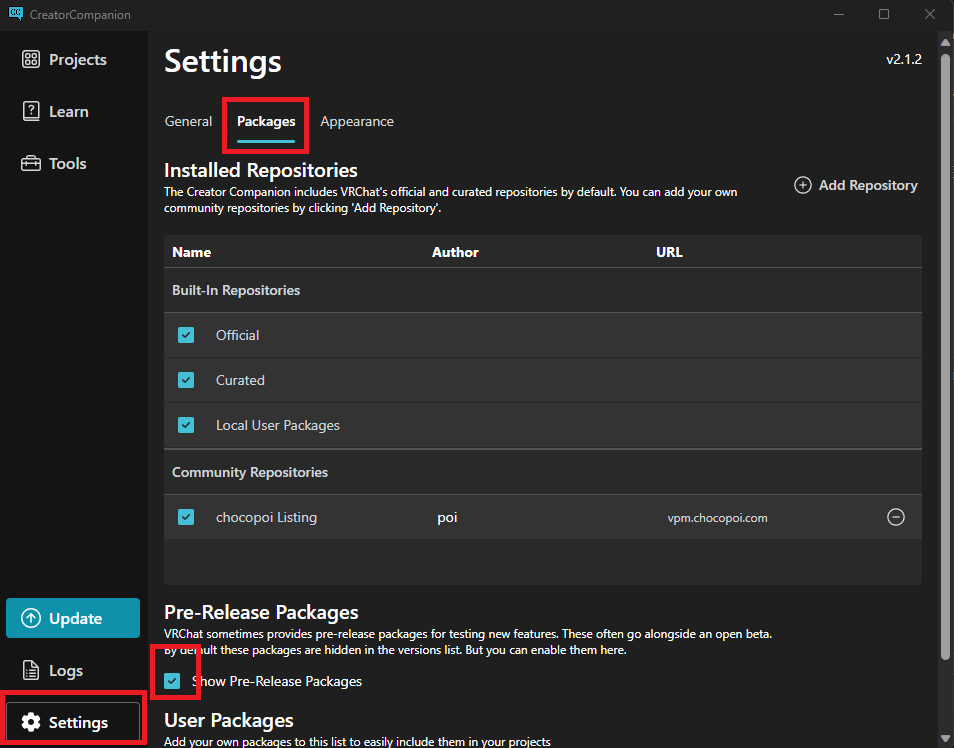 CC CreatorCompanion
Projects
Learn
Tools
Update
Logs
Settings
Settings
v2.1.2
General Packages Appearance
Installed Repositories
The Creator Companion includes VRChat's official and curated repositories by default. You can add your own
community repositories by clicking 'Add Repository'.
Add Repository
Name Author URL
Built-In Repositories
Official
Curated
Local User Packages
Community Repositories
chocopoi Listing poi vpm.chocopoi.com
Pre-Release Packages
VRChat sometimes provides pre-release packages for testing new features. These often go alongside an open beta.
By default these packages are hidden in the versions list. But you can enable them here.
Show Pre-Release Packages
User Packages
Add your own packages to this list to easily include them in your projects